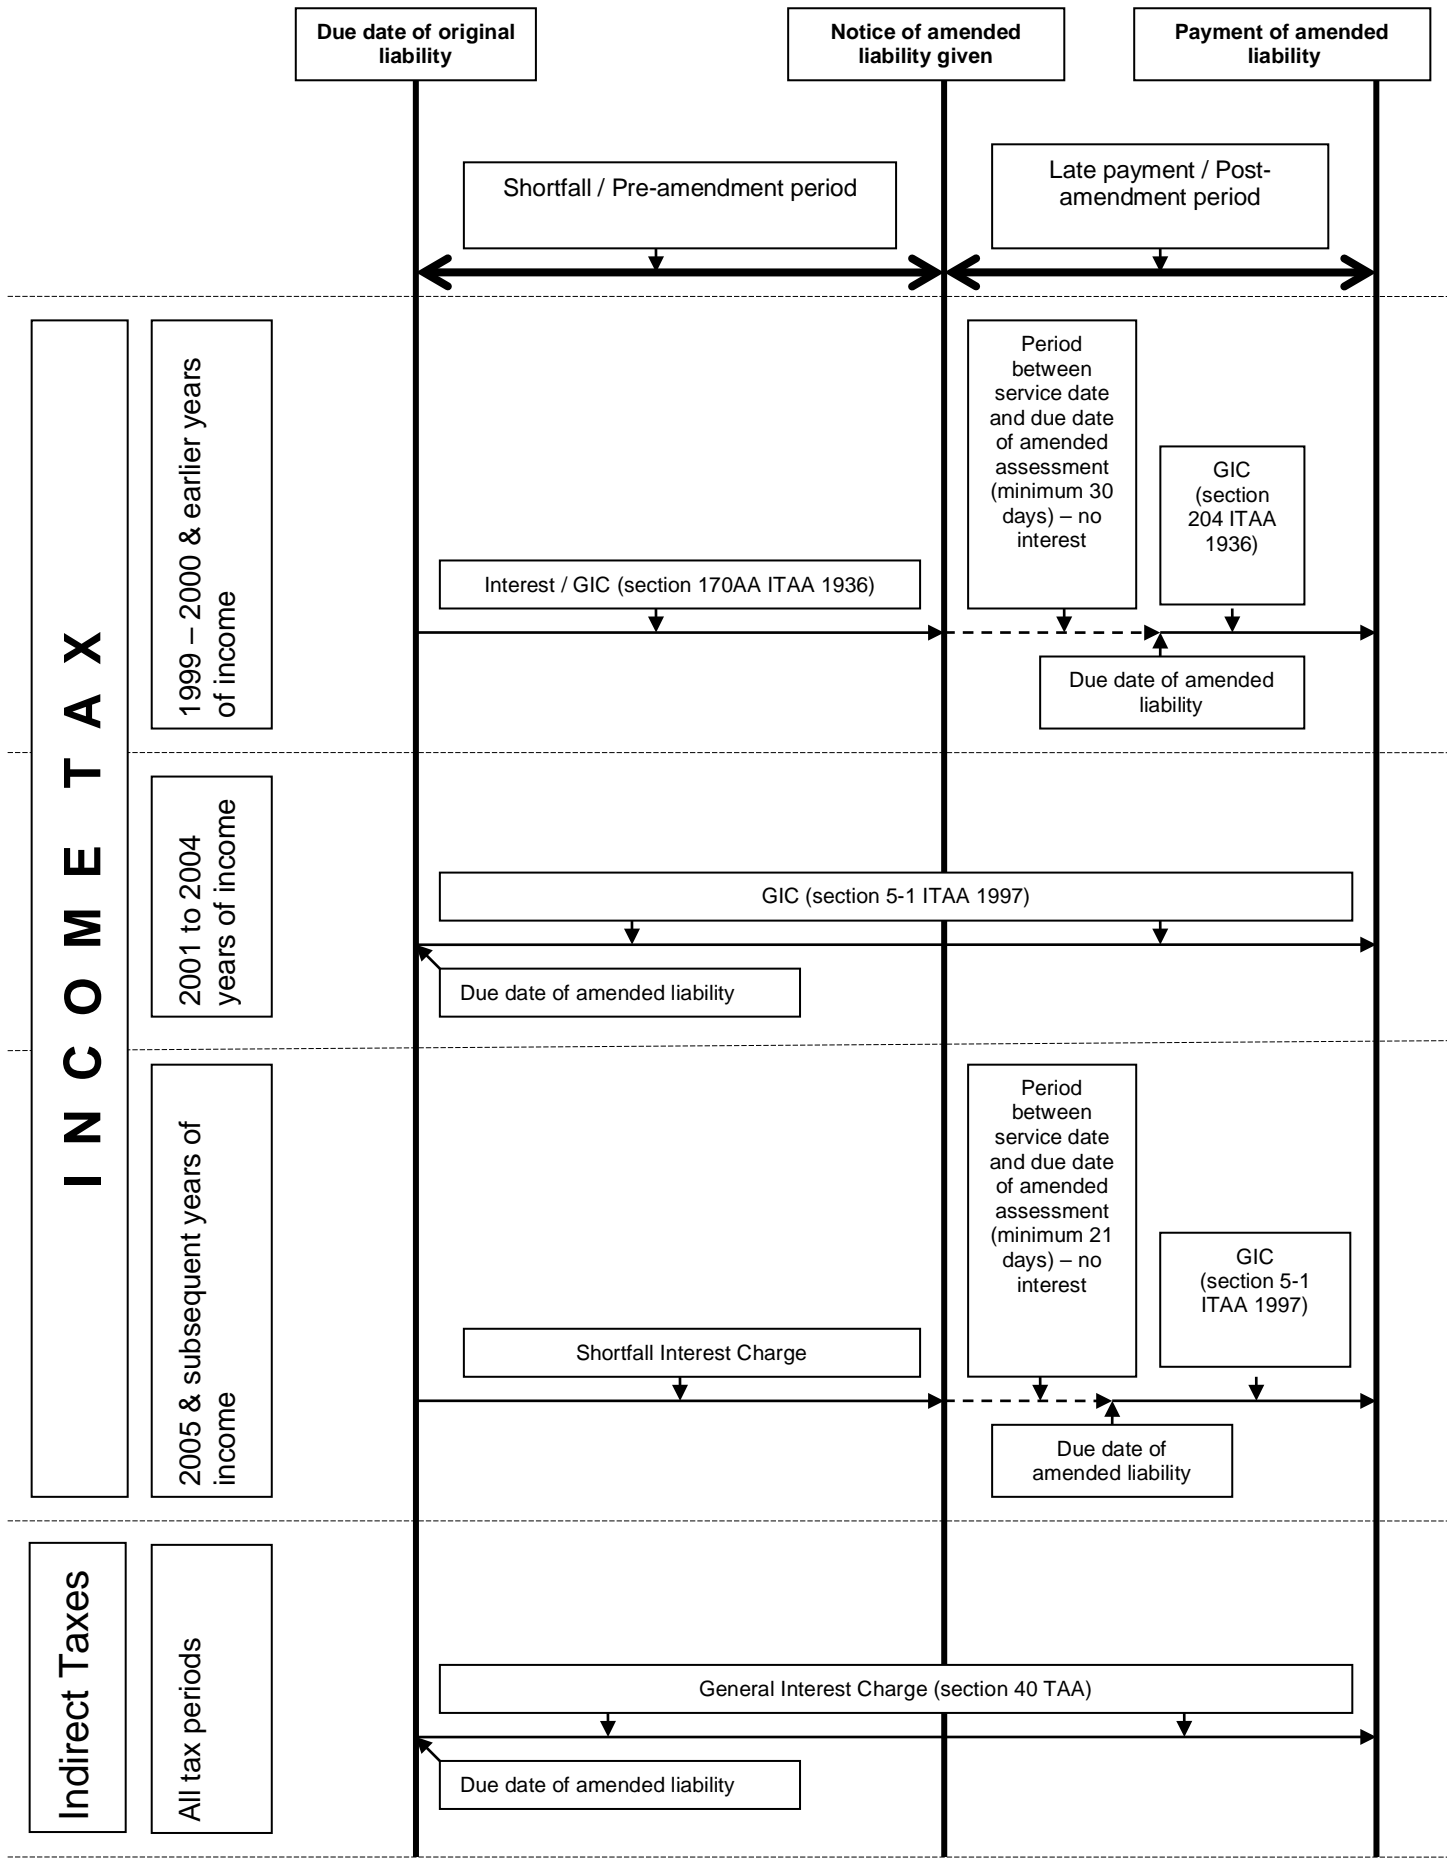 Due date of original
liability
Notice of amended
liability given
Payment of amended
liability
Shortfall / Pre-amendment period
Late payment / Post-
amendment period
INCOME TAX
1999 – 2000 & earlier years
of income
Interest / GIC (section 170AA ITAA 1936)
Period
between
service date
and due date
of amended
assessment
(minimum 30
days) – no
interest
GIC
(section
204 ITAA
1936)
Due date of amended
liability
2001 to 2004
years of income
GIC (section 5-1 ITAA 1997)
Due date of amended liability
2005 & subsequent years of
income
Shortfall Interest Charge
Period
between
service date
and due date
of amended
assessment
(minimum 21
days) – no
interest
GIC
(section 5-1
ITAA 1997)
Due date of
amended liability
Indirect Taxes
All tax periods
General Interest Charge (section 40 TAA)
Due date of amended liability